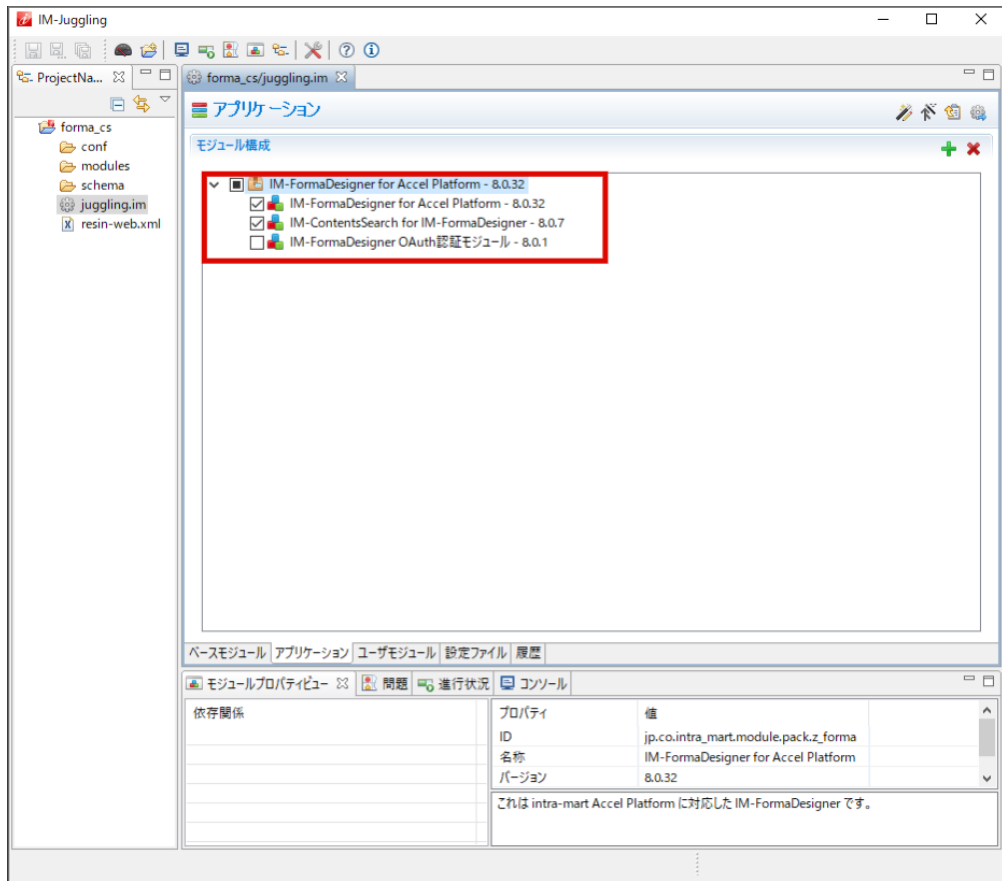 IM-Juggling
ProjectNa...
forma_cs/juggling.im
forma_cs
conf
modules
schema
juggling.im
resin-web.xml
アプリケーション
モジュール構成
IM-FormaDesigner for Accel Platform - 8.0.32
IM-FormaDesigner for Accel Platform - 8.0.32
IM-ContentsSearch for IM-FormaDesigner - 8.0.7
IM-FormaDesigner OAuth認証モジュール - 8.0.1
ベースモジュール アプリケーション ユーザモジュール 設定ファイル 履歴
モジュールプロパティビュー 問題 進行状況 コンソール
依存関係
プロパティ 値
ID jp.co.intra_mart.module.pack.z_forma
名称 IM-FormaDesigner for Accel Platform
バージョン 8.0.32
これは intra-mart Accel Platform に対応した IM-FormaDesigner です。